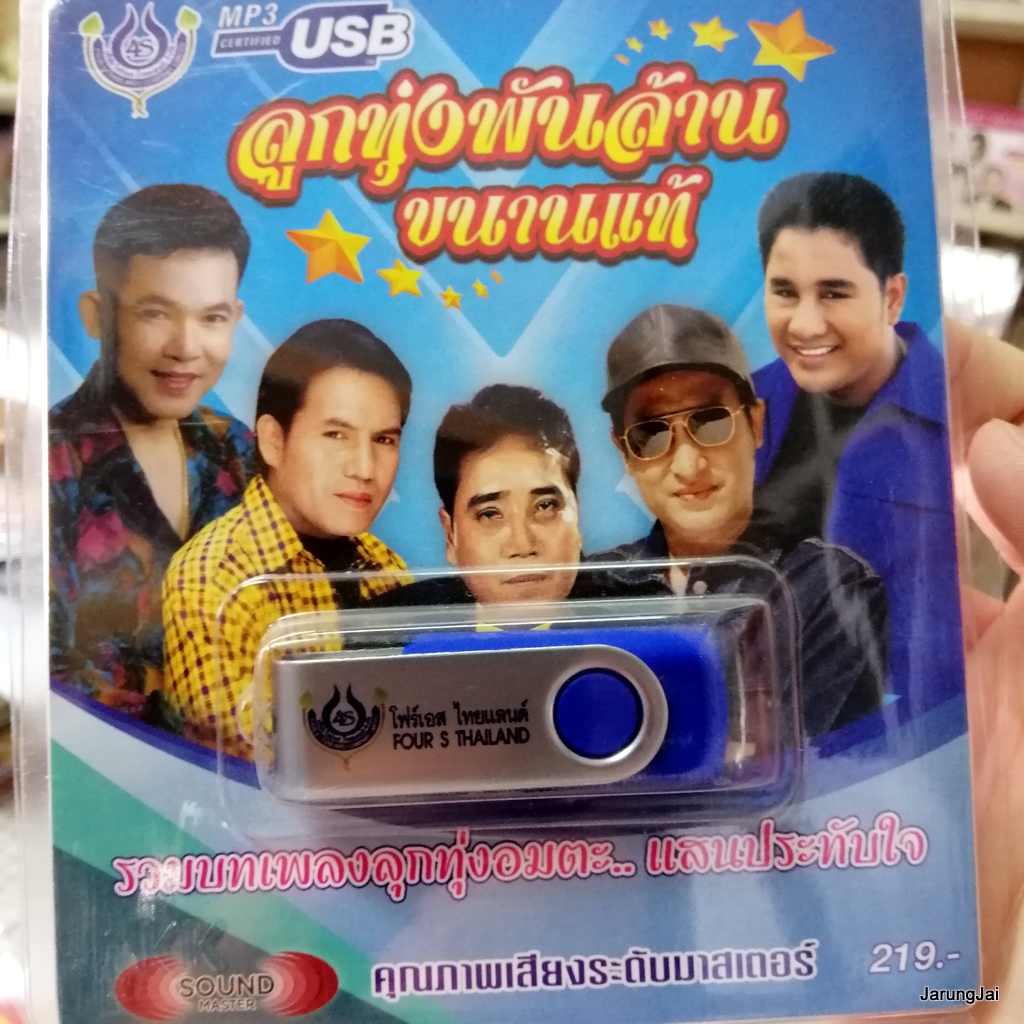 4S
MP3
CERTIFIED
USB
ลูกทุ่งพันล้าน
ขนานแท้
4S
โฟร์เอส ไทยแลนด์
FOUR S THAILAND
รวมบทเพลงลูกทุ่งอมตะ.. แสนประทับใจ
SOUND
MASTER
คุณภาพเสียงระดับมาสเตอร์
219.-
JarungJai